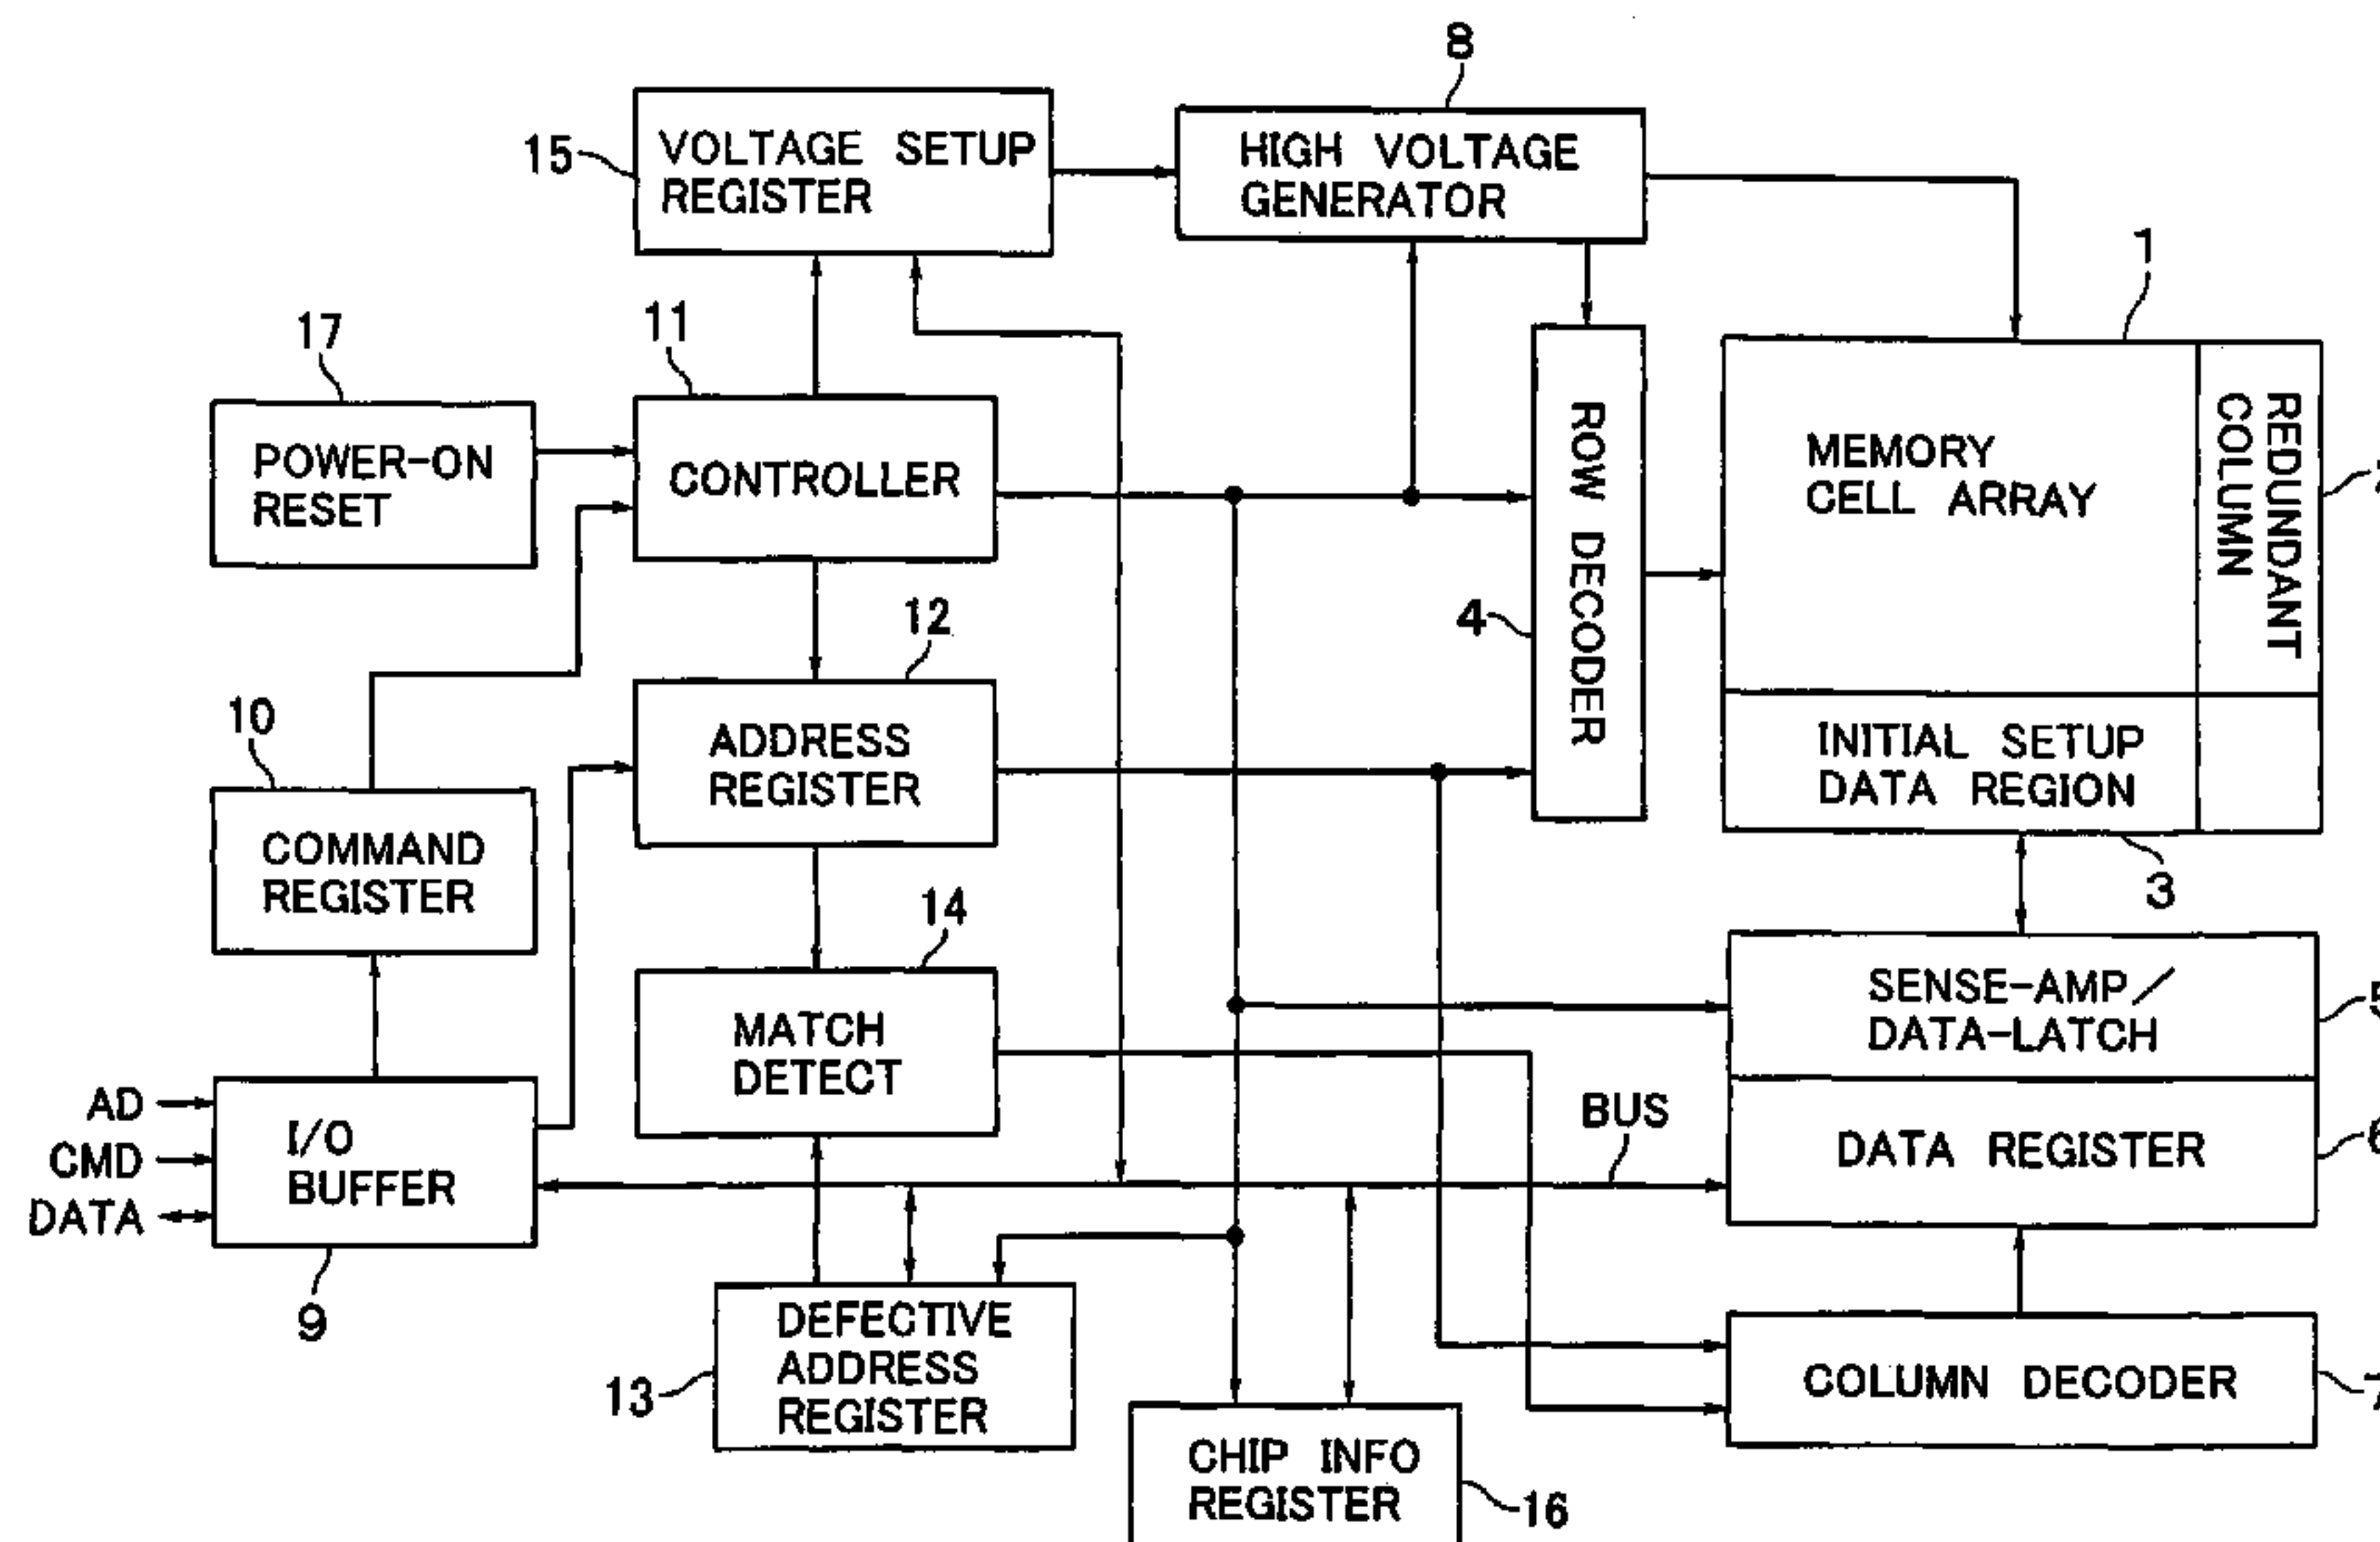 8
15
VOLTAGE SETUP
REGISTER
HIGH VOLTAGE
GENERATOR
1
17
11
POWER-ON
RESET
CONTROLLER
ROW DECODER
4
MEMORY
CELL ARRAY
REDUNDANT
COLUMN
12
10
ADDRESS
REGISTER
INITIAL SETUP
DATA REGION
3
COMMAND
REGISTER
14
MATCH
DETECT
SENSE-AMP/
DATA-LATCH
5
AD
CMD
DATA
I/O
BUFFER
9
BUS
DATA REGISTER
6
13
DEFECTIVE
ADDRESS
REGISTER
COLUMN DECODER
7
CHIP INFO
REGISTER
16